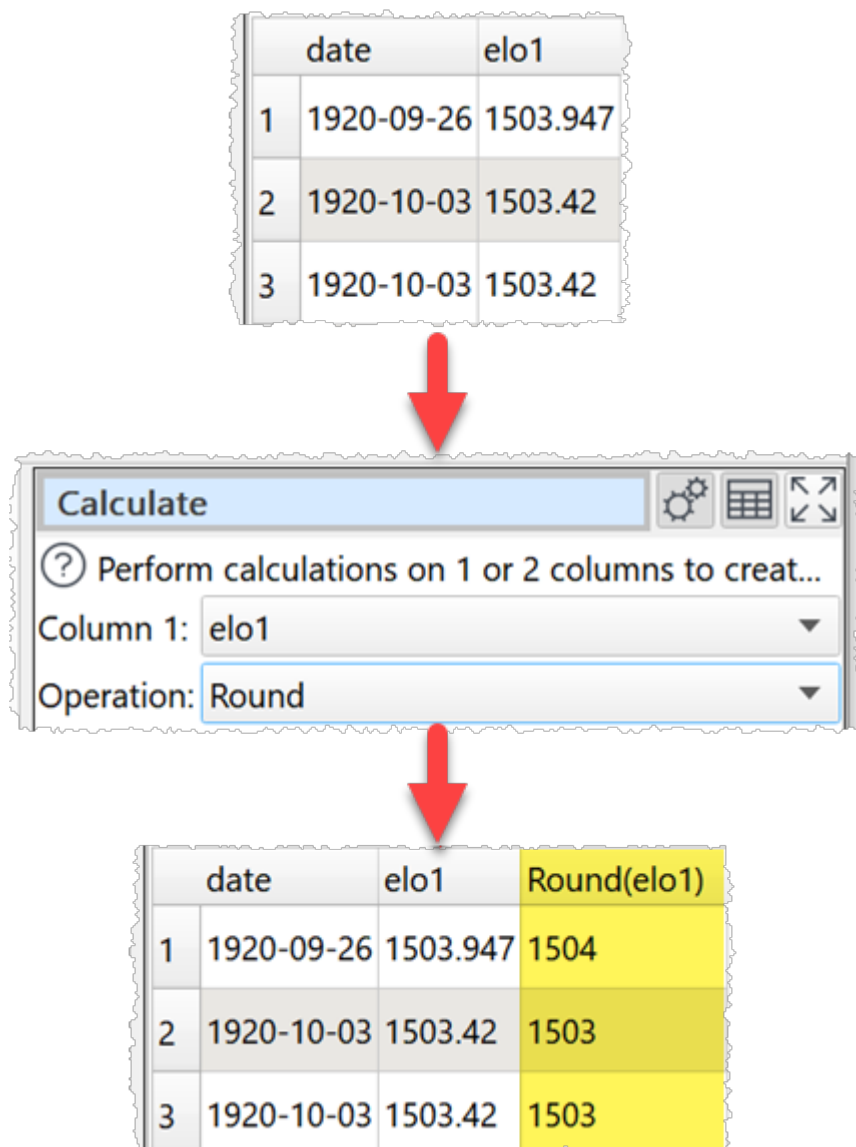 date elo1
1 1920-09-26 1503.947
2 1920-10-03 1503.42
3 1920-10-03 1503.42
Calculate
? Perform calculations on 1 or 2 columns to creat...
Column 1: elo1
Operation: Round
date elo1 Round(elo1)
1 1920-09-26 1503.947 1504
2 1920-10-03 1503.42 1503
3 1920-10-03 1503.42 1503